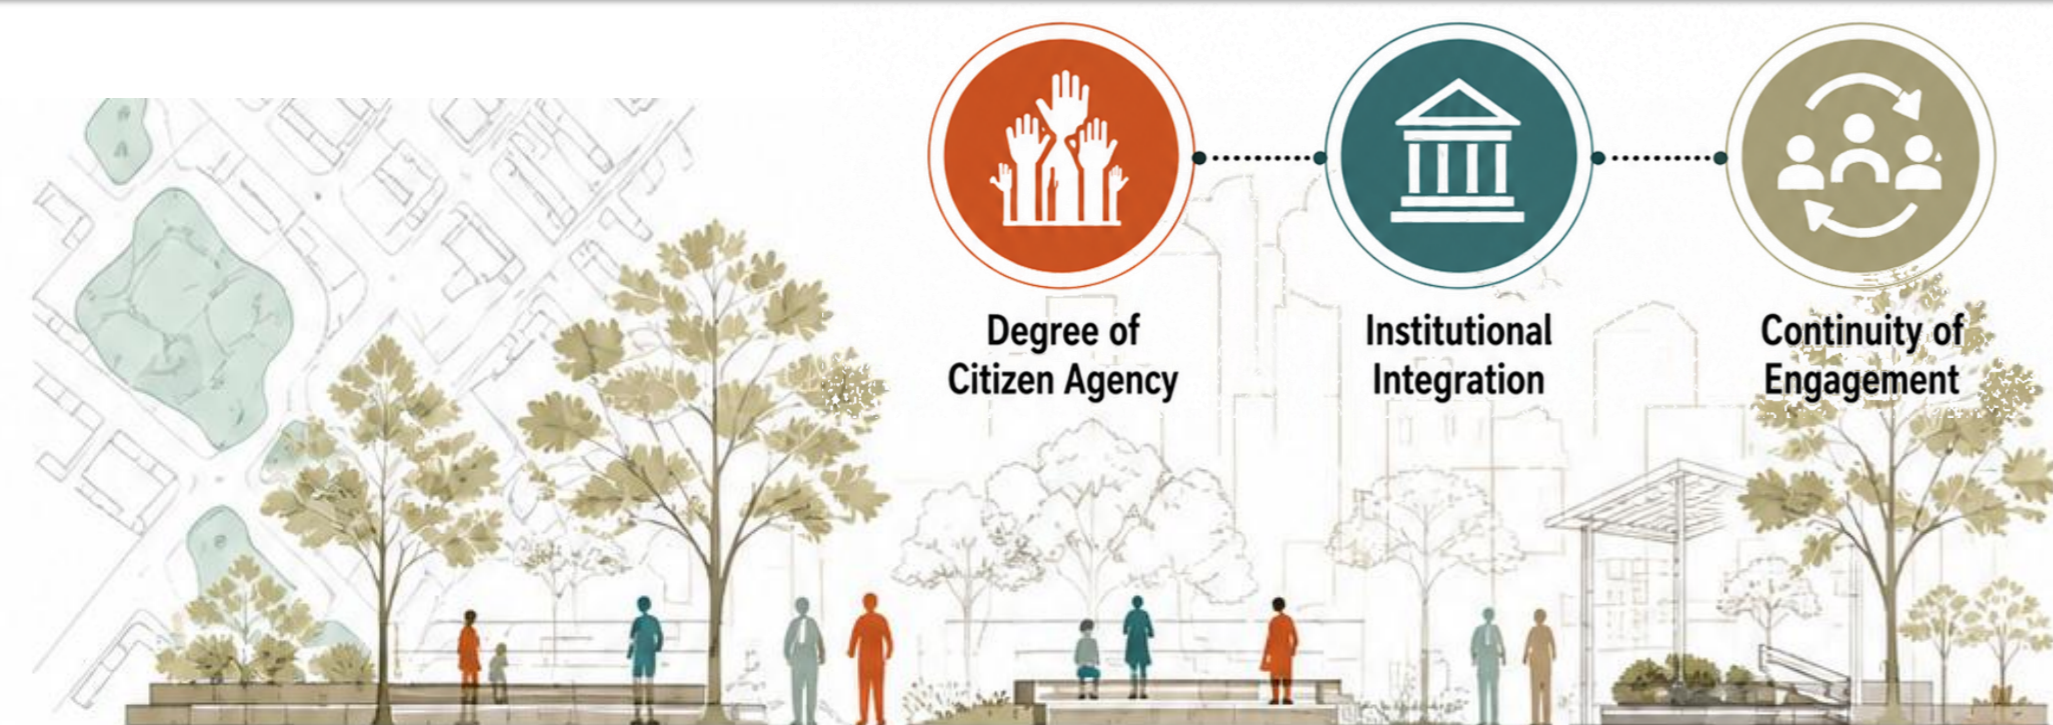 Degree of
Citizen Agency
Institutional
Integration
Continuity of
Engagement